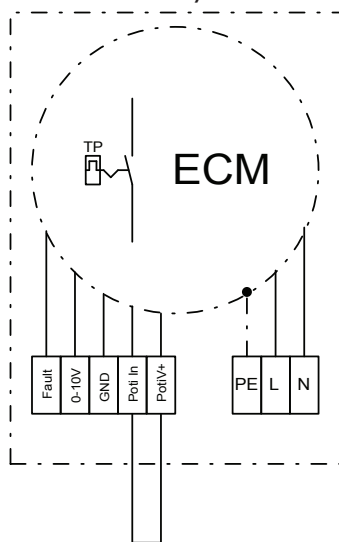 TP
ECM
Fault
0-10V
GND
Poti In
PotiV+
PE
L
N